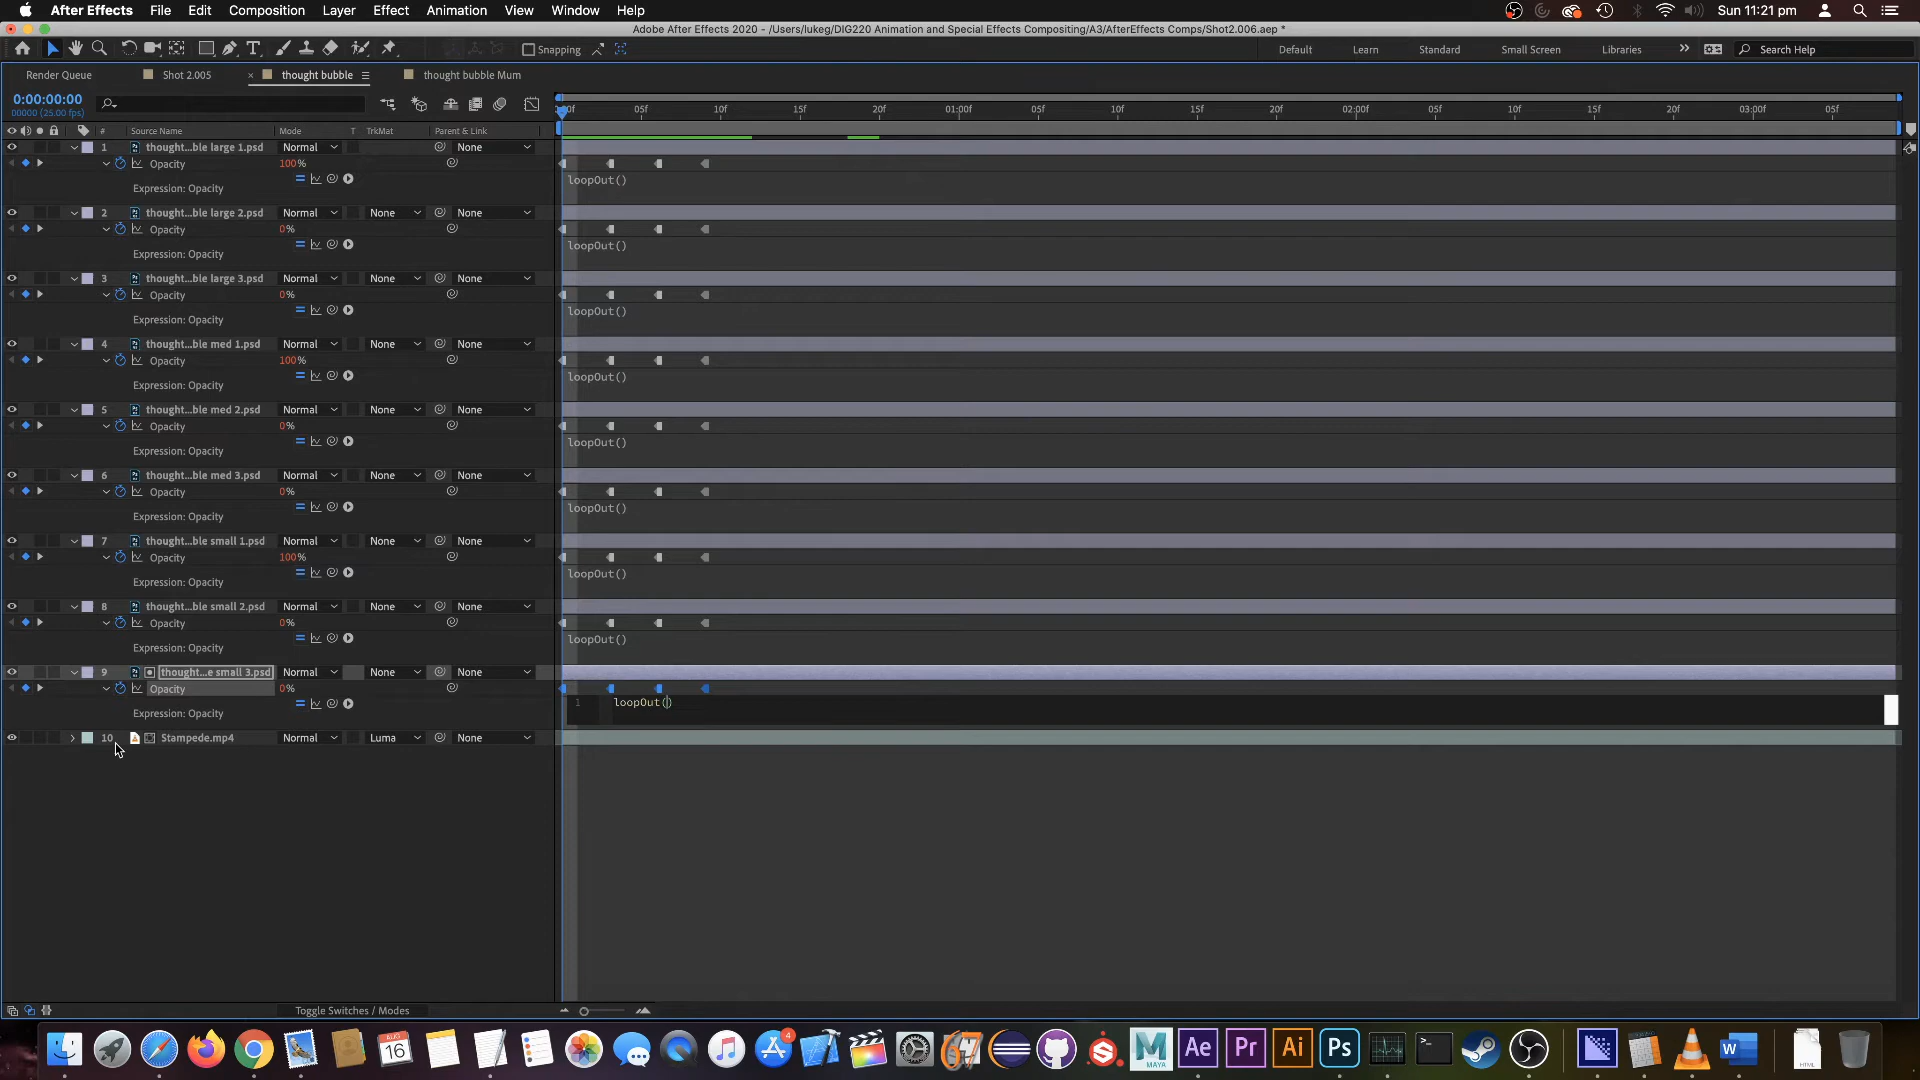 After Effects File Edit Composition Layer Effect Animation View Window Help Sun 11:21 pm
Adobe After Effects 2020 - /Users/lukeg/DIG220 Animation and Special Effects Compositing/A3/AfterEffects Comps/Shot2.006.aep *
Snapping Default Learn Standard Small Screen Libraries Search Help
Render Queue Shot 2.005 thought bubble thought bubble Mum
0:00:00:00
00000 (25.00 fps)
:00f 05f 10f 15f 20f 01:00f 05f 10f 15f 20f 02:00f 05f 10f 15f 20f 03:00f 05f
# Source Name Mode T TrkMat Parent & Link
1 thought...ble large 1.psd Normal None
Opacity 100%
Expression: Opacity loopOut()
2 thought...ble large 2.psd Normal None None
Opacity 0%
Expression: Opacity loopOut()
3 thought...ble large 3.psd Normal None None
Opacity 0%
Expression: Opacity loopOut()
4 thought...ble med 1.psd Normal None None
Opacity 100%
Expression: Opacity loopOut()
5 thought...ble med 2.psd Normal None None
Opacity 0%
Expression: Opacity loopOut()
6 thought...ble med 3.psd Normal None None
Opacity 0%
Expression: Opacity loopOut()
7 thought...ble small 1.psd Normal None None
Opacity 100%
Expression: Opacity loopOut()
8 thought...ble small 2.psd Normal None None
Opacity 0%
Expression: Opacity loopOut()
9 thought...e small 3.psd Normal None None
Opacity 0%
1 loopOut()
Expression: Opacity
10 Stampede.mp4 Normal Luma None
Toggle Switches / Modes
AUG
16
4
MAYA
Ae Pr Ai Ps
W
HTML